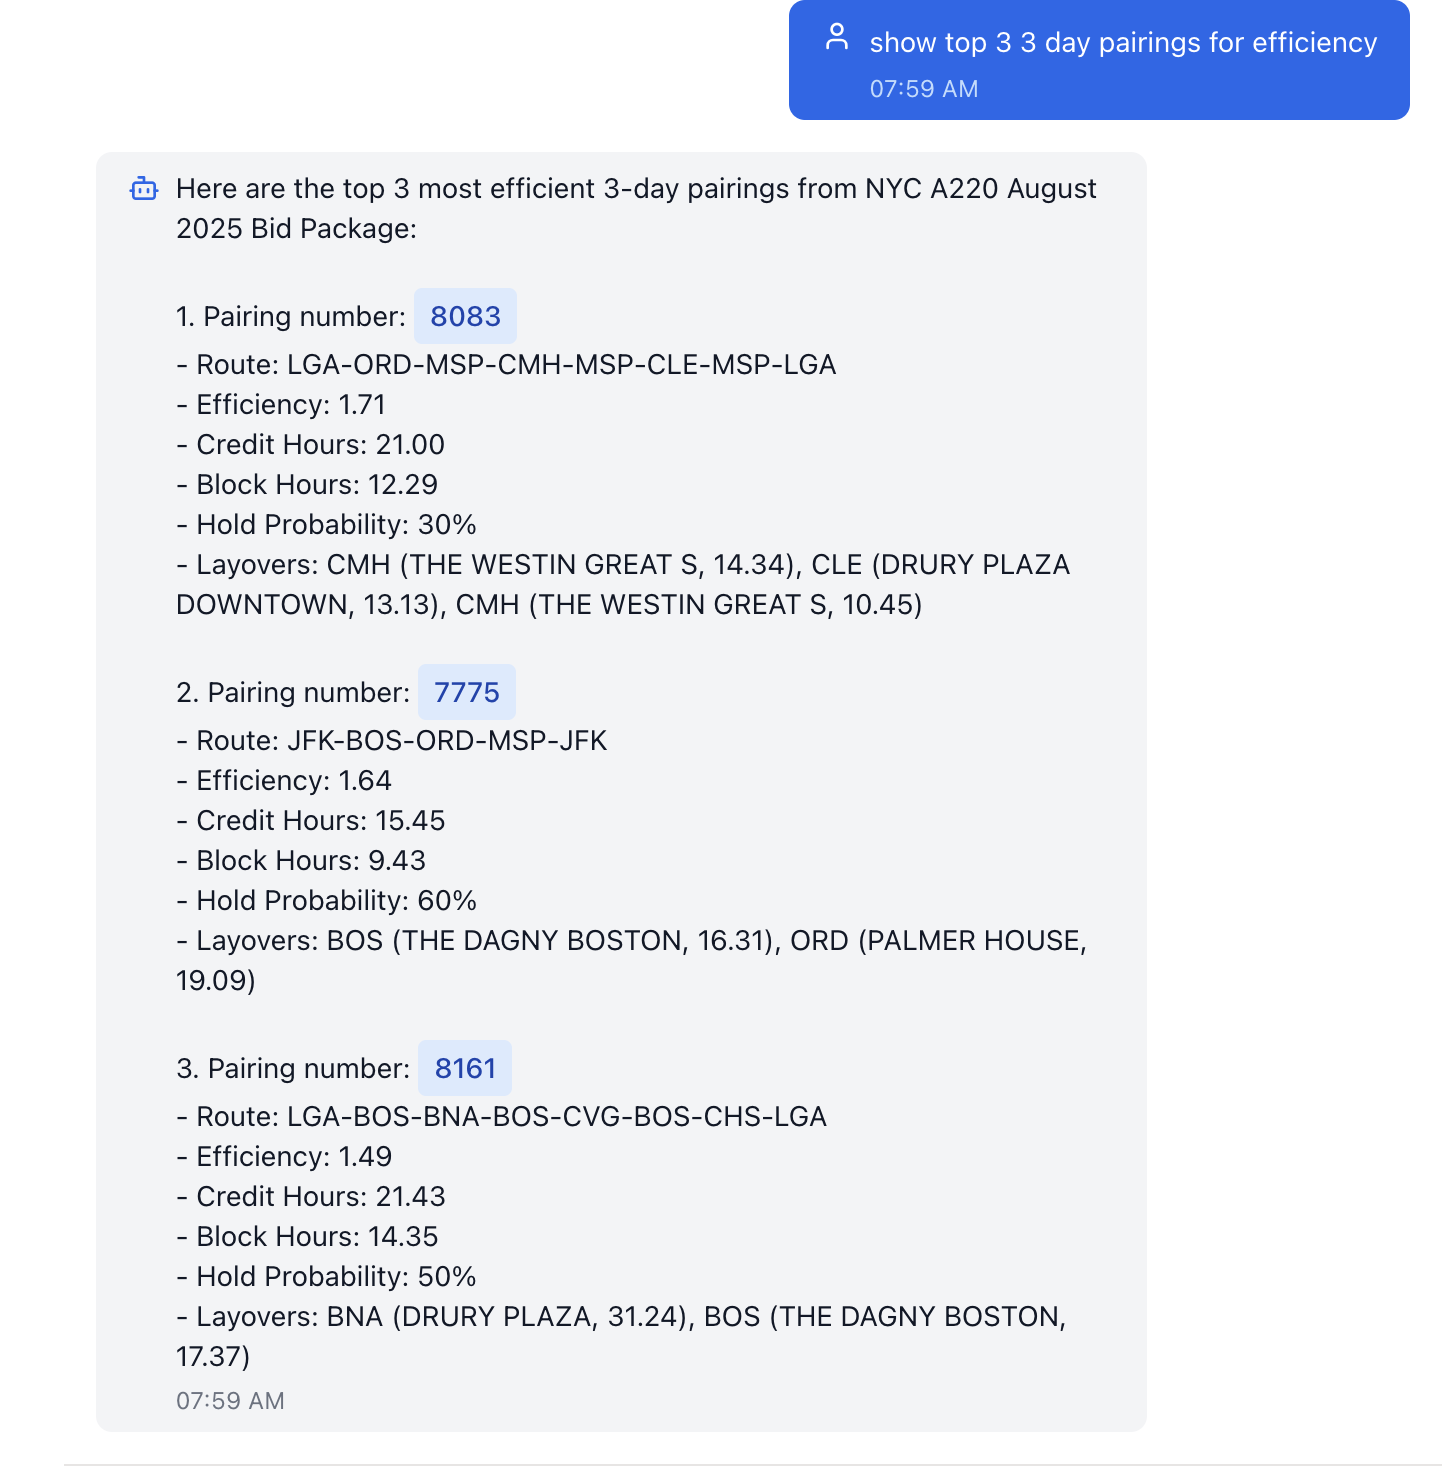 show top 3 3 day pairings for efficiency
07:59 AM
Here are the top 3 most efficient 3-day pairings from NYC A220 August
2025 Bid Package:
1. Pairing number: 8083
- Route: LGA-ORD-MSP-CMH-MSP-CLE-MSP-LGA
- Efficiency: 1.71
- Credit Hours: 21.00
- Block Hours: 12.29
- Hold Probability: 30%
- Layovers: CMH (THE WESTIN GREAT S, 14.34), CLE (DRURY PLAZA
DOWNTOWN, 13.13), CMH (THE WESTIN GREAT S, 10.45)
2. Pairing number: 7775
- Route: JFK-BOS-ORD-MSP-JFK
- Efficiency: 1.64
- Credit Hours: 15.45
- Block Hours: 9.43
- Hold Probability: 60%
- Layovers: BOS (THE DAGNY BOSTON, 16.31), ORD (PALMER HOUSE,
19.09)
3. Pairing number: 8161
- Route: LGA-BOS-BNA-BOS-CVG-BOS-CHS-LGA
- Efficiency: 1.49
- Credit Hours: 21.43
- Block Hours: 14.35
- Hold Probability: 50%
- Layovers: BNA (DRURY PLAZA, 31.24), BOS (THE DAGNY BOSTON,
17.37)
07:59 AM